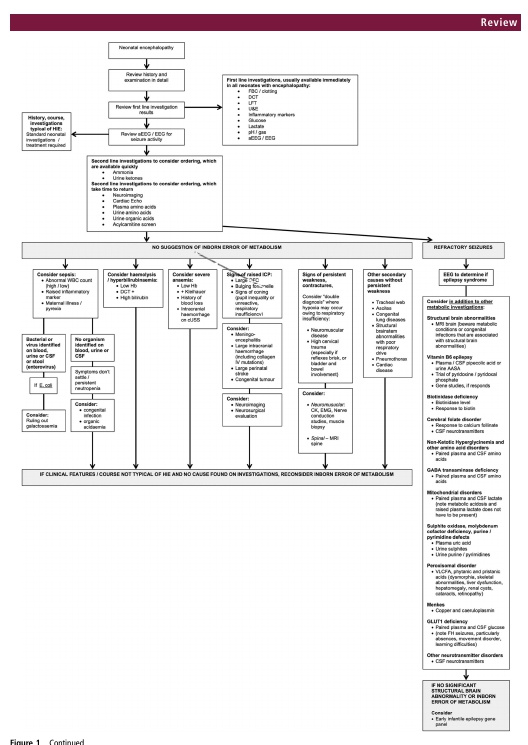 Review
Neonatal encephalopathy
Review history and
examination in detail
First line investigations, usually available immediately
in all neonates with encephalopathy:
• FBC / clotting
• DCT
• LFT
• U&E
• Inflammatory markers
• Glucose
• Lactate
• pH / gas
• aEEG / EEG
Review first line investigation
results
History, course,
investigations
typical of HIE:
Standard neonatal
investigations /
treatment required
Review aEEG / EEG for
seizure activity
Second line investigations to consider ordering, which
are available quickly
• Ammonia
• Urine ketones
Second line investigations to consider ordering, which
take time to return
• Neuroimaging
• Cardiac Echo
• Plasma amino acids
• Urine amino acids
• Urine organic acids
• Acylcarnitine screen
NO SUGGESTION OF INBORN ERROR OF METABOLISM
Consider sepsis:
• Abnormal WBC count
(high / low)
• Raised inflammatory
marker
• Maternal illness /
pyrexia
Bacterial or
virus identified
on blood,
urine or CSF
or stool
(enterovirus)
If E. coli
Consider:
Ruling out
galactosaemia
No organism
identified on
blood, urine or
CSF
Symptoms don't
settle /
persistent
neutropenia
Consider:
• congenital
infection
• organic
acidaemia
Consider haemolysis
/ hyperbilirubinaemia:
• Low Hb
• DCT +
• High bilirubin
Consider severe
anaemia:
• Low Hb
• + Kleihauer
• History of
blood loss
• Intracranial
haemorrhage
on cUSS
Signs of raised ICP:
• Large OFC
• Bulging fontanelle
• Signs of coning
(pupil inequality or
unreactive,
respiratory
insufficiency)
Consider:
• Meningo-
encephalitis
• Large intracranial
haemorrhage
(including collagen
IV mutations)
• Large perinatal
stroke
• Congenital tumour
Consider:
• Neuroimaging
• Neurosurgical
evaluation
Signs of persistent
weakness,
contractures,
Consider "double
diagnosis" where
hypoxia may occur
owing to respiratory
insufficiency:
• Neuromuscular
disease
• High cervical
trauma
(especially if
reflexes brisk, or
bladder and
bowel
involvement)
Consider:
• Neuromuscular:
CK, EMG, Nerve
conduction
studies, muscle
biopsy
• Spinal – MRI
spine
Other secondary
causes without
persistent
weakness
• Tracheal web
• Ascites
• Congenital
lung diseases
• Structural
brainstem
abnormalities
with poor
respiratory
drive
• Pneumothorax
• Cardiac
disease
IF CLINICAL FEATURES / COURSE NOT TYPICAL OF HIE AND NO CAUSE FOUND ON INVESTIGATIONS, RECONSIDER INBORN ERROR OF METABOLISM
REFRACTORY SEIZURES
EEG to determine if
epilepsy syndrome
Consider in addition to other
metabolic investigations:
Structural brain abnormalities
• MRI brain (beware metabolic
conditions or congenital
infections that are associated
with structural brain
abnormalities)
Vitamin B6 epilepsy
• Plasma / CSF pipecolic acid or
urine AASA
• Trial of pyridoxine / pyridoxal
phosphate
• Gene studies, if responds
Biotinidase deficiency
• Biotinidase level
• Response to biotin
Cerebral folate disorder
• Response to calcium folinate
• CSF neurotransmitters
Non-Ketotic Hyperglycinemia and
other amino acid disorders
• Paired plasma and CSF amino
acids
GABA transaminase deficiency
• Paired plasma and CSF amino
acids
Mitochondrial disorders
• Paired plasma and CSF lactate
(note metabolic acidosis and
raised plasma lactate does not
have to be present)
Sulphite oxidase, molybdenum
cofactor deficiency, purine /
pyrimidine defects
• Plasma uric acid
• Urine sulphites
• Urine purine / pyrimidines
Peroxisomal disorder
• VLCFA, phytanic and pristanic
acids (dysmorphia, skeletal
abnormalities, liver dysfunction,
hepatomegaly, renal cysts,
cataracts, retinopathy)
Menkes
• Copper and caeruloplasmin
GLUT1 deficiency
• Paired plasma and CSF glucose
• (note FH seizures, particularly
absences, movement disorder,
learning difficulties)
Other neurotransmitter disorders
• CSF neurotransmitters
IF NO SIGNIFICANT
STRUCTURAL BRAIN
ABNORMALITY OR INBORN
ERROR OF METABOLISM
Consider
• Early infantile epilepsy gene
panel
Figure 1 Continued